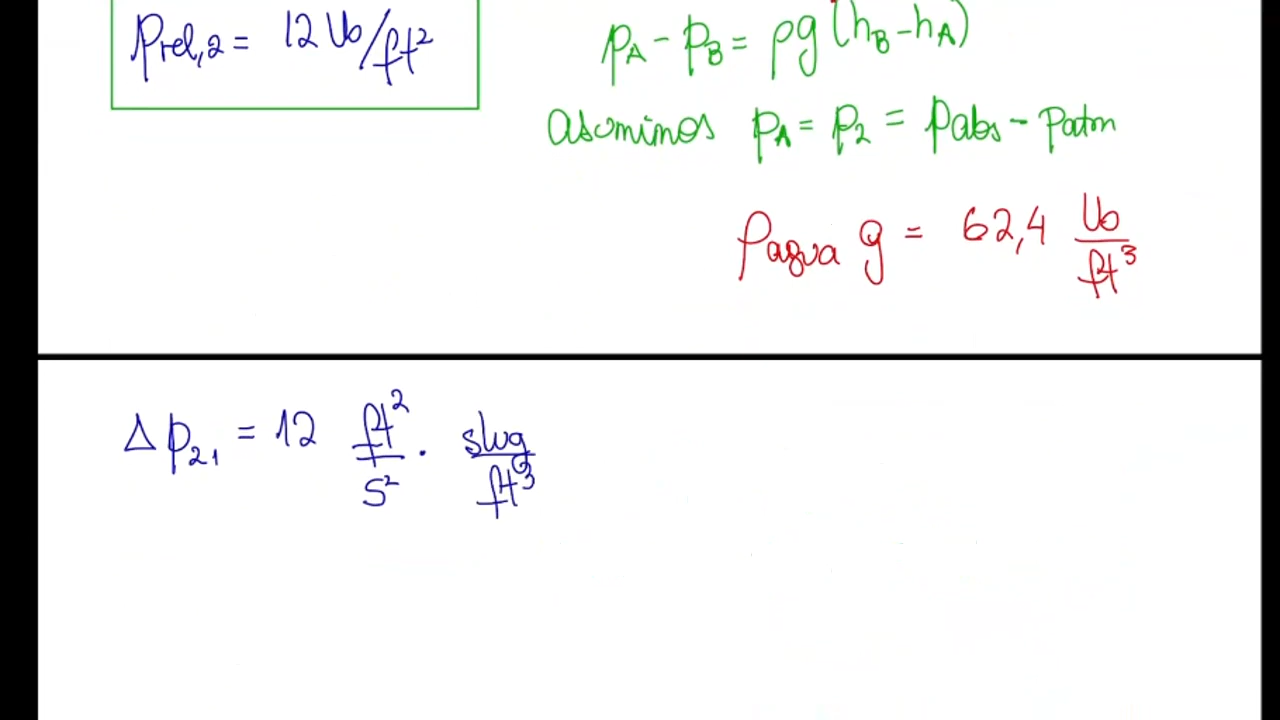 Prel,2 = 12 lb/ft²
PA - PB = ρg (hB - hA)
asumimos PA = P2 = Pabs - Patm
ρagua g = 62,4 lb/ft³
Δp21 = 12 ft²/s² · slug/ft³